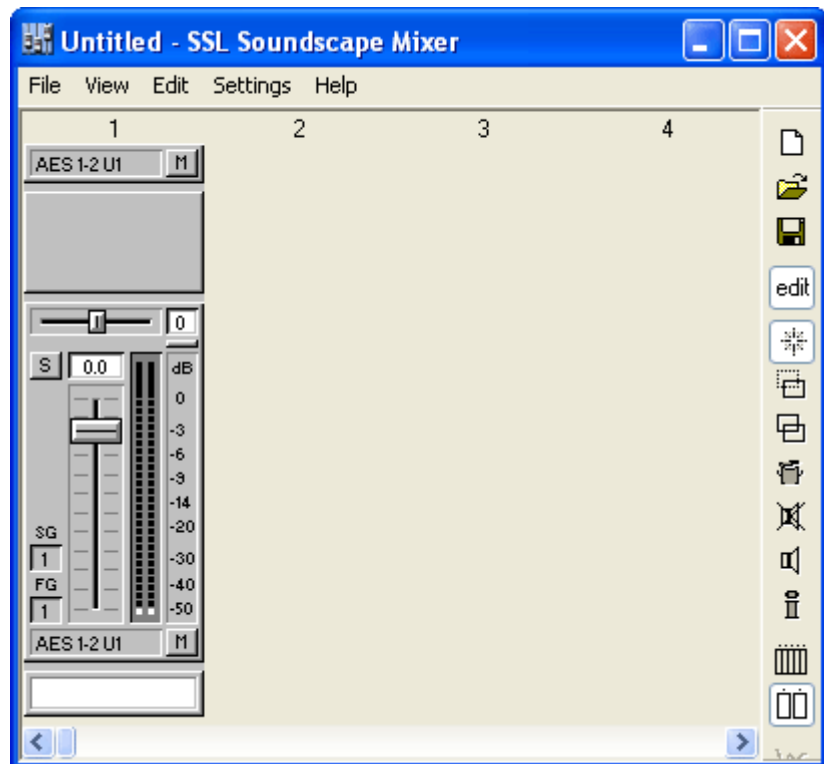 Untitled - SSL Soundscape Mixer
File View Edit Settings Help
1 2 3 4
AES 1-2 U1 M
edit
0
S 0.0 dB
0
-3
-6
-9
-14
-20
SG
1 -30
FG -40
1 -50
AES 1-2 U1 M